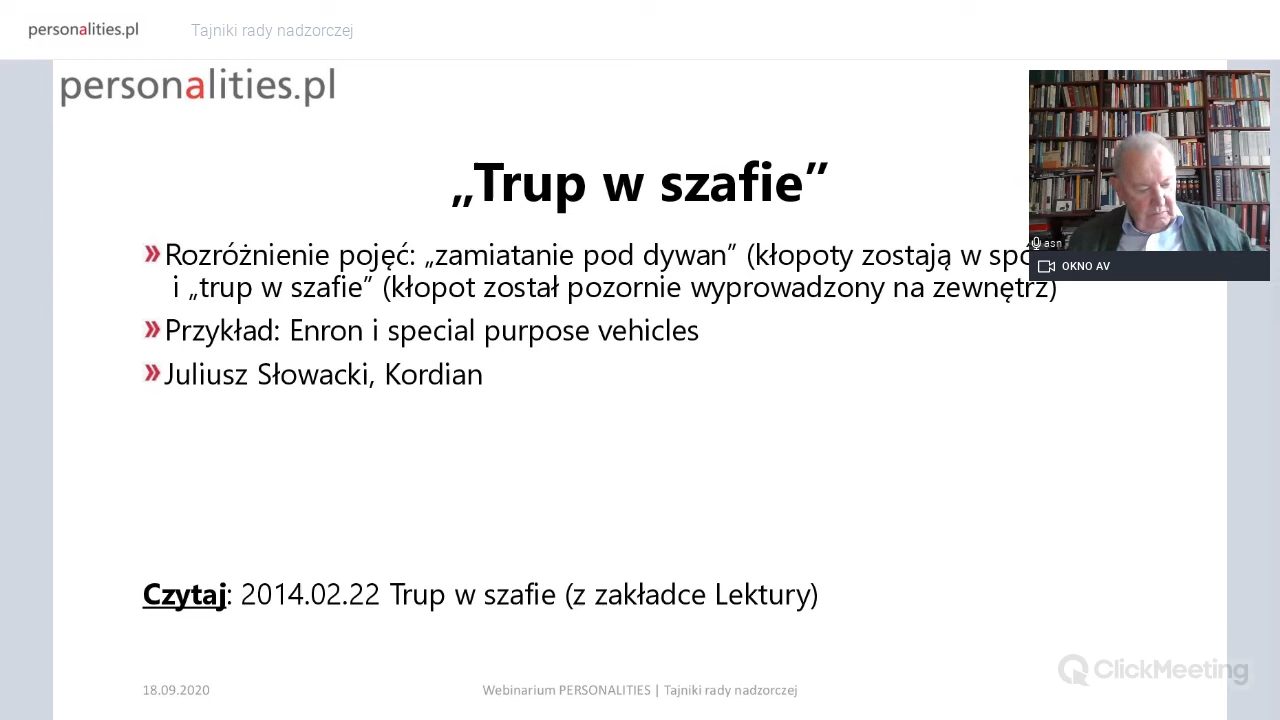 personalities.pl Tajniki rady nadzorczej
personalities.pl
„Trup w szafie”
» Rozróżnienie pojęć: „zamiatanie pod dywan” (kłopoty zostają w
i „trup w szafie” (kłopot został pozornie wyprowadzony na zewnętrz)
» Przykład: Enron i special purpose vehicles
» Juliusz Słowacki, Kordian
asn
OKNO AV
Czytaj: 2014.02.22 Trup w szafie (z zakładce Lektury)
ClickMeeting
18.09.2020 Webinarium PERSONALITIES | Tajniki rady nadzorczej